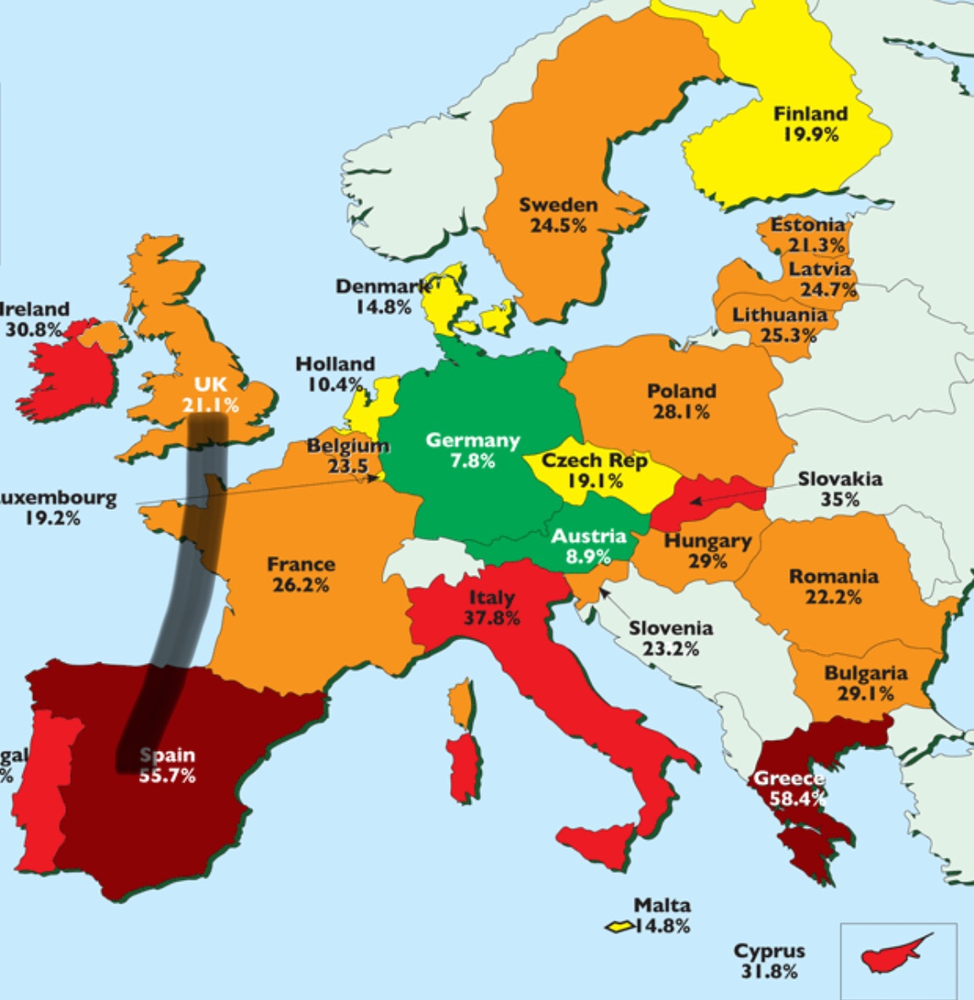 Finland
19.9%
Sweden
24.5%
Estonia
21.3%
Latvia
24.7%
Denmark
14.8%
Ireland
30.8%
Lithuania
25.3%
Holland
10.4%
UK
21.1%
Poland
28.1%
Belgium
23.5
Germany
7.8%
Czech Rep
19.1%
Slovakia
35%
uxembourg
19.2%
Austria
8.9%
Hungary
29%
France
26.2%
Romania
22.2%
Italy
37.8%
Slovenia
23.2%
Bulgaria
29.1%
gal
%
Spain
55.7%
Greece
58.4%
Malta
14.8%
Cyprus
31.8%